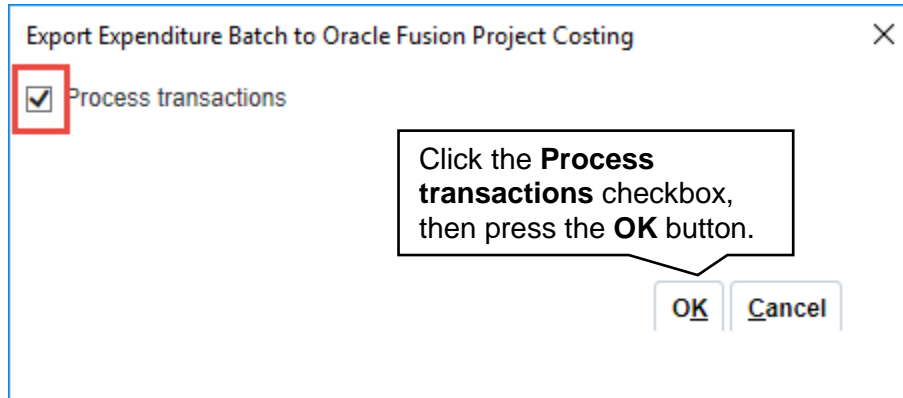 Export Expenditure Batch to Oracle Fusion Project Costing
Process transactions
Click the Process
transactions checkbox,
then press the OK button.
OK Cancel